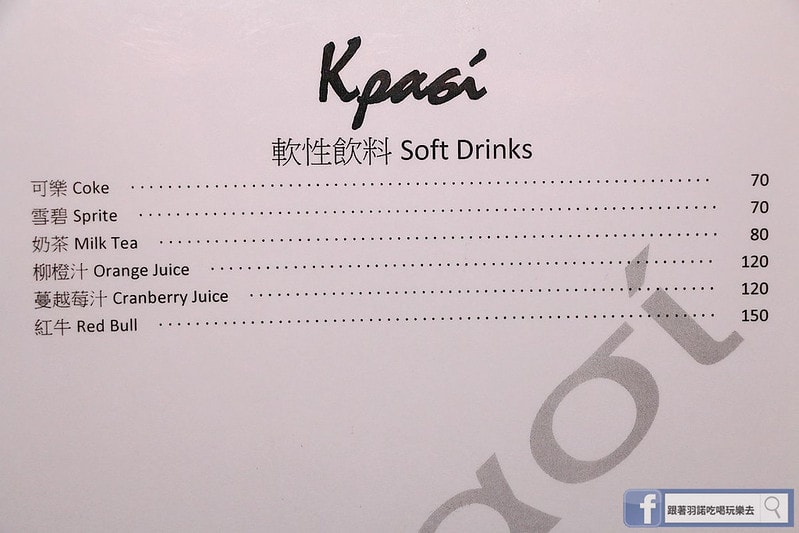 Kpasí
軟性飲料 Soft Drinks
可樂 Coke ........................................ 70
雪碧 Sprite ........................................ 70
奶茶 Milk Tea ........................................ 80
柳橙汁 Orange Juice ........................................ 120
蔓越莓汁 Cranberry Juice ........................................ 120
紅牛 Red Bull ........................................ 150
así
f 跟著羽諾吃喝玩樂去